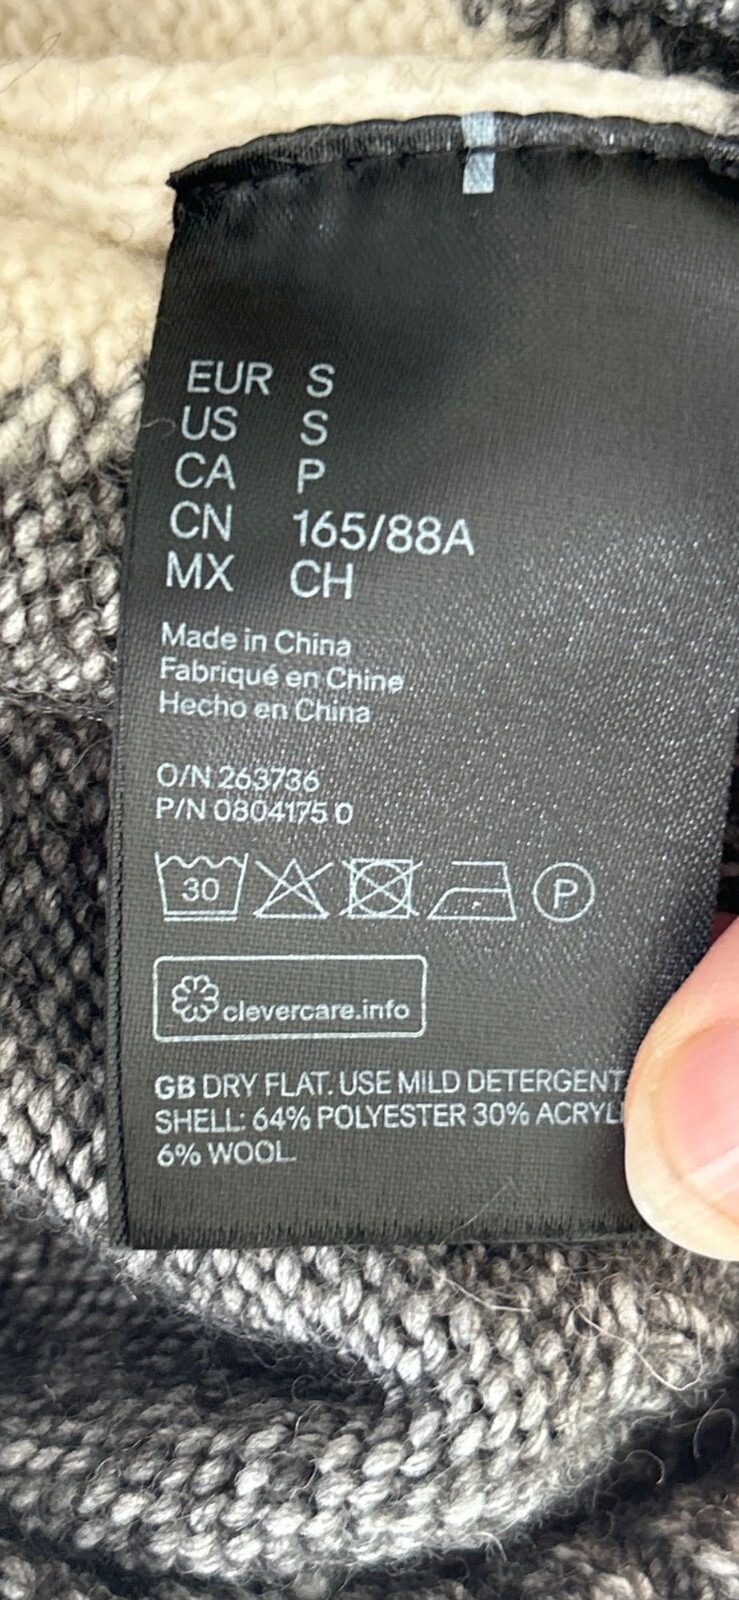 EUR S
US S
CA P
CN 165/88A
MX CH
Made in China
Fabriqué en Chine
Hecho en China
O/N 263736
P/N 0804175 0
30 P
clevercare.info
GB DRY FLAT. USE MILD DETERGENT
SHELL: 64% POLYESTER 30%
6% WOOL